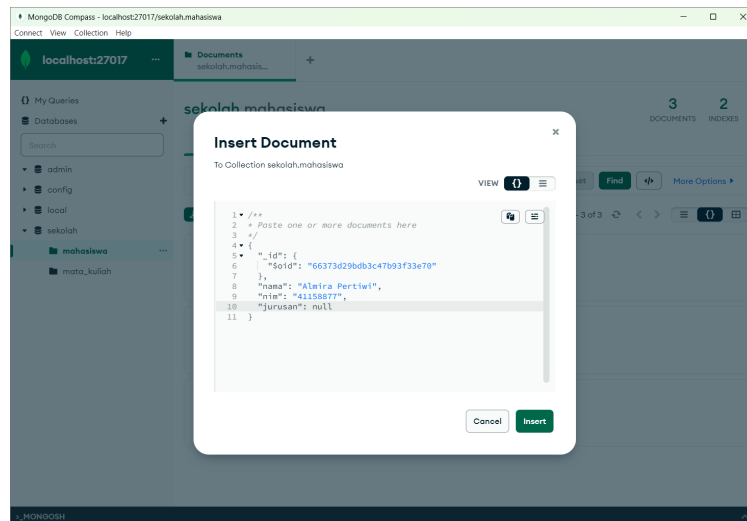 MongoDB Compass - localhost:27017/sekolah.mahasiswa
Connect View Collection Help
localhost:27017 ...
Documents
sekolah.mahasis...
+
My Queries
Databases +
Search
admin
config
local
sekolah
mahasiswa ...
mata_kuliah
sekolah.mahasiswa
3
DOCUMENTS
2
INDEXES
Find
</>
More Options
3 of 3
Insert Document
To Collection sekolah.mahasiswa
VIEW {}
1 /**
2 * Paste one or more documents here
3 */
4 {
5 "_id": {
6 "$oid": "66373d29bdb3c47b93f33e70"
7 },
8 "nama": "Almira Pertiwi",
9 "nim": "41158877",
10 "jurusan": null
11 }
Cancel
Insert
>_MONGOSH